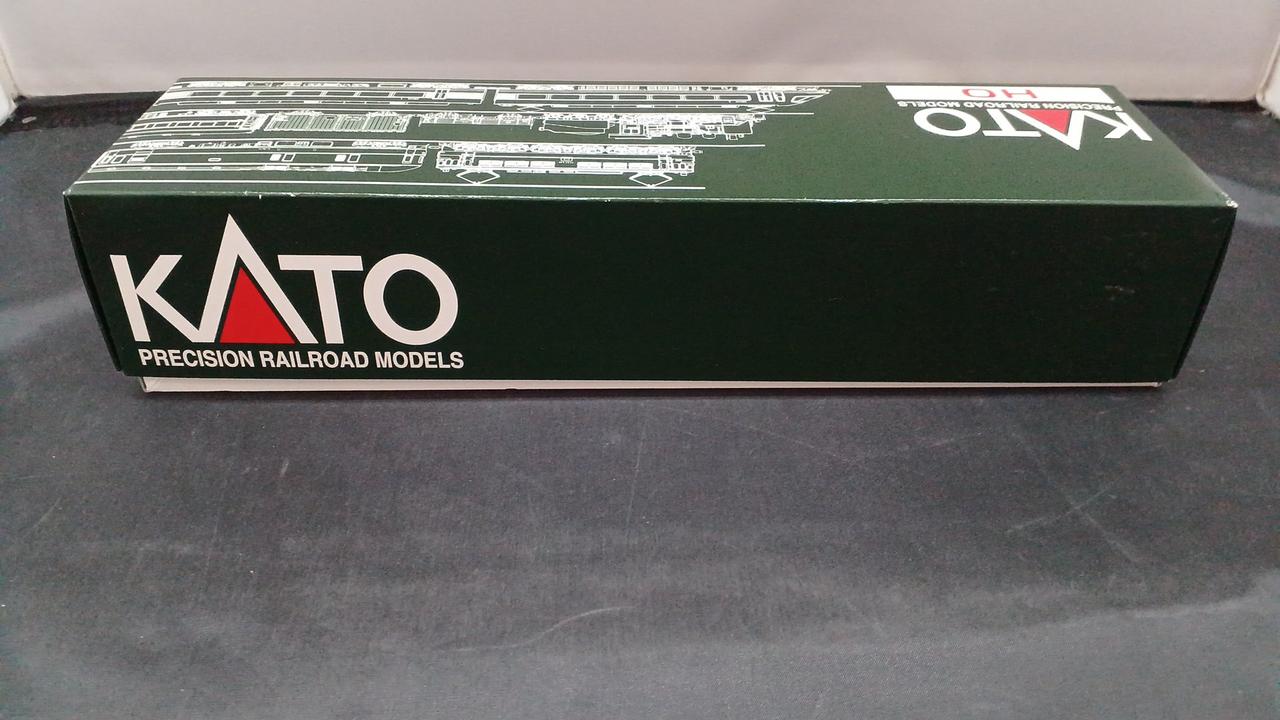 KATO
PRECISION RAILROAD MODELS
HO
KATO
PRECISION RAILROAD MODELS